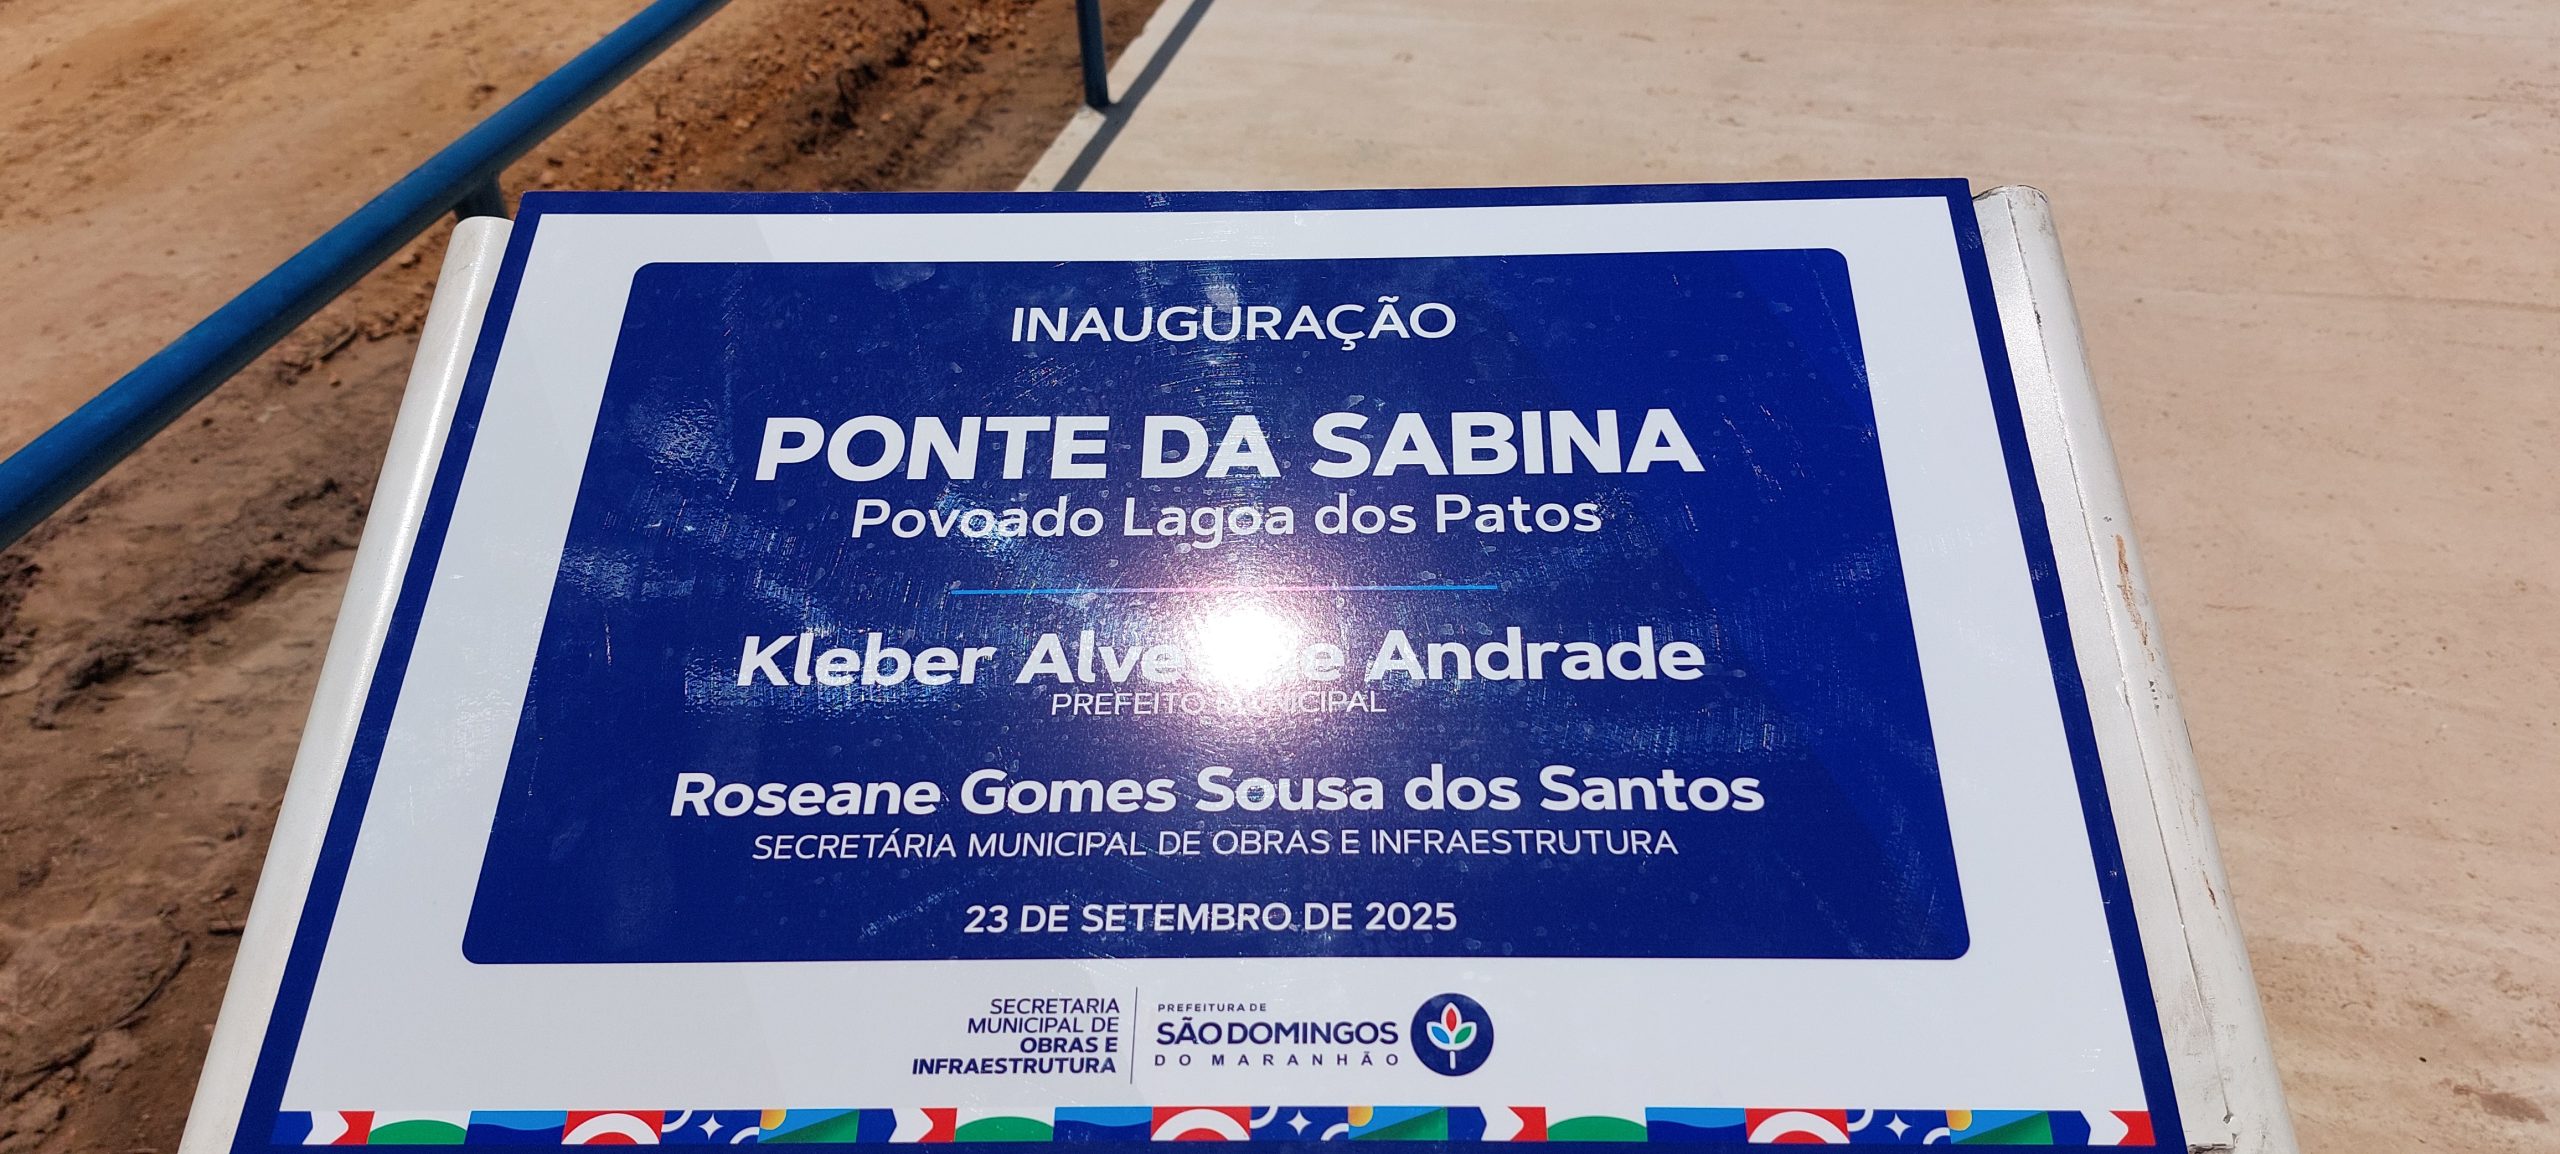 INAUGURAÇÃO
PONTE DA SABINA
Povoado Lagoa dos Patos
Kleber Andrade
PREFEITO MUNICIPAL
Roseane Gomes Sousa dos Santos
SECRETÁRIA MUNICIPAL DE OBRAS E INFRAESTRUTURA
23 DE SETEMBRO DE 2025
SECRETARIA
MUNICIPAL DE
OBRAS E
INFRAESTRUTURA
PREFEITURA DE
SÃO DOMINGOS
DO MARANHÃO